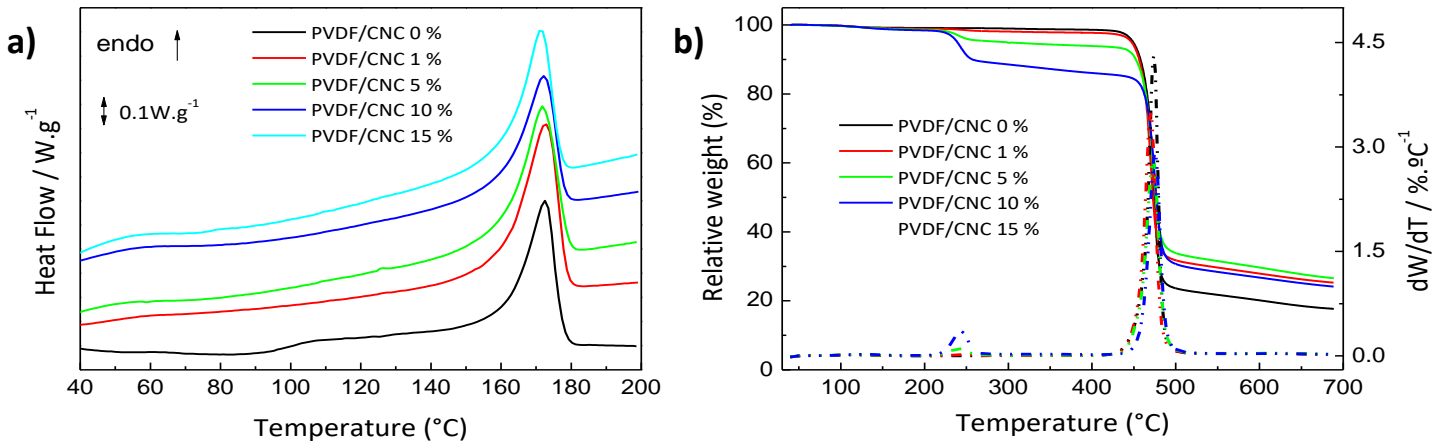 a)
endo
0.1W.g⁻¹
PVDF/CNC 0 %
PVDF/CNC 1 %
PVDF/CNC 5 %
PVDF/CNC 10 %
PVDF/CNC 15 %
Heat Flow / W.g⁻¹
40 60 80 100 120 140 160 180 200
Temperature (°C)
b)
100
80
60
40
20
0
Relative weight (%)
PVDF/CNC 0 %
PVDF/CNC 1 %
PVDF/CNC 5 %
PVDF/CNC 10 %
PVDF/CNC 15 %
4.5
3.0
1.5
0.0
dW/dT / %.ºC⁻¹
0 100 200 300 400 500 600 700
Temperature (°C)